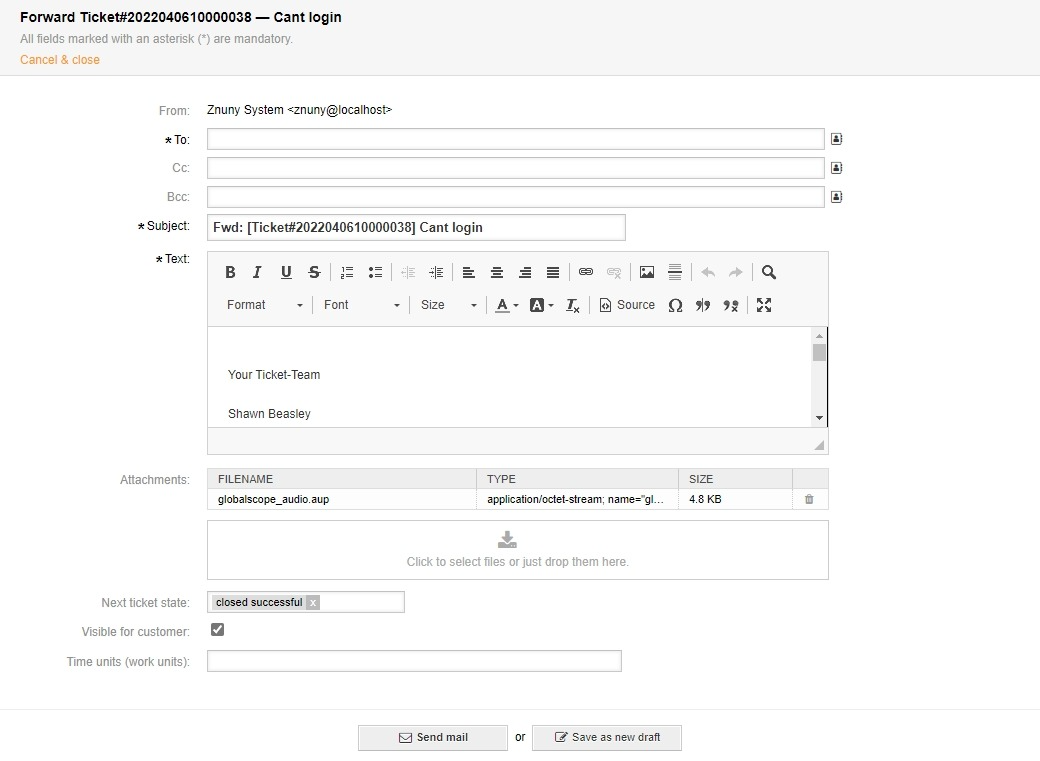 Forward Ticket#2022040610000038 — Cant login
All fields marked with an asterisk (*) are mandatory.
Cancel & close
From: Znuny System <znuny@localhost>
* To:
Cc:
Bcc:
* Subject: Fwd: [Ticket#2022040610000038] Cant login
* Text:
B I U S
Format Font Size A A Tx Source Ω
Your Ticket-Team
Shawn Beasley
Attachments: FILENAME TYPE SIZE
globalscope_audio.aup application/octet-stream; name="gl... 4.8 KB
Click to select files or just drop them here.
Next ticket state: closed successful x
Visible for customer:
Time units (work units):
Send mail or Save as new draft